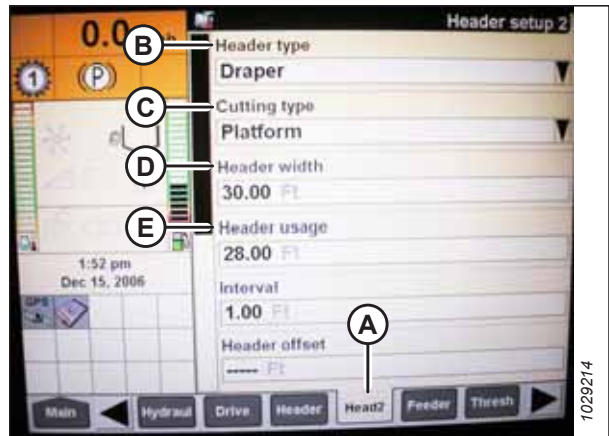 Header setup 2
0.0
B
Header type
Draper
1
(P)
C
Cutting type
Platform
D
Header width
30.00 Ft
E
Header usage
28.00 Ft
1:52 pm
Dec 15, 2006
Interval
1.00 Ft
GPS
A
Header offset
----- Ft
Main
Hydraul
Drive
Header
Head2
Feeder
Thresh
1029214